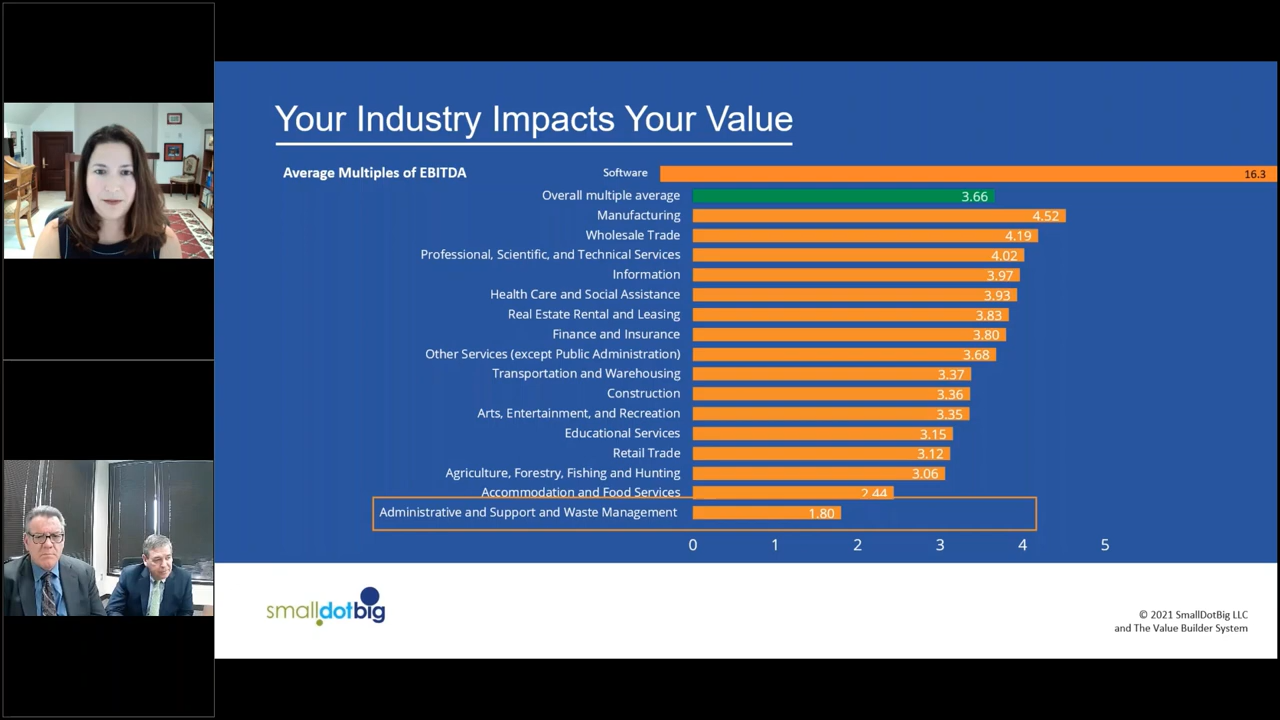 Your Industry Impacts Your Value
Average Multiples of EBITDA
Software 16.3
Overall multiple average 3.66
Manufacturing 4.52
Wholesale Trade 4.19
Professional, Scientific, and Technical Services 4.02
Information 3.97
Health Care and Social Assistance 3.93
Real Estate Rental and Leasing 3.83
Finance and Insurance 3.80
Other Services (except Public Administration) 3.68
Transportation and Warehousing 3.37
Construction 3.36
Arts, Entertainment, and Recreation 3.35
Educational Services 3.15
Retail Trade 3.12
Agriculture, Forestry, Fishing and Hunting 3.06
Accommodation and Food Services 2.44
Administrative and Support and Waste Management 1.80
0 1 2 3 4 5
smalldotbig
© 2021 SmallDotBig LLC
and The Value Builder System